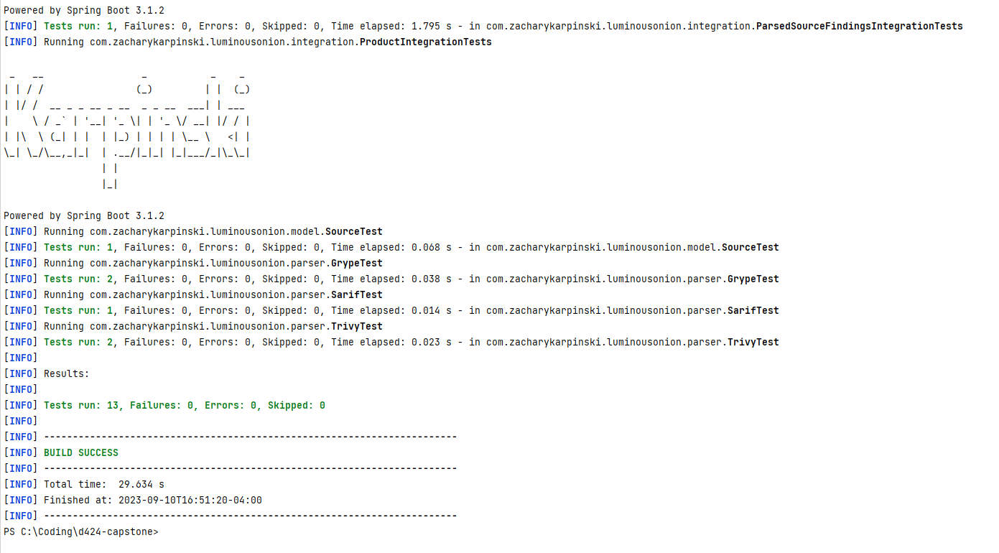 Powered by Spring Boot 3.1.2
[INFO] Tests run: 1, Failures: 0, Errors: 0, Skipped: 0, Time elapsed: 1.795 s - in com.zacharykarpinski.luminousonion.integration.ParsedSourceFindingsIntegrationTests
[INFO] Running com.zacharykarpinski.luminousonion.integration.ProductIntegrationTests
 _   __                 _           _    _
| | / /                (_)         | |  (_)
| |/ /  __ _ _ __ _ __  _ _ __  ___| | ___
|    \ / _` | '__| '_ \| | '_ \/ __| |/ / |
| |\  \ (_| | |  | |_) | | | | \__ \   <| |
\_| \_/\__,_|_|  | .__/|_|_| |_|___/_|\_\_|
                 | |
                 |_|
Powered by Spring Boot 3.1.2
[INFO] Running com.zacharykarpinski.luminousonion.model.SourceTest
[INFO] Tests run: 1, Failures: 0, Errors: 0, Skipped: 0, Time elapsed: 0.068 s - in com.zacharykarpinski.luminousonion.model.SourceTest
[INFO] Running com.zacharykarpinski.luminousonion.parser.GrypeTest
[INFO] Tests run: 2, Failures: 0, Errors: 0, Skipped: 0, Time elapsed: 0.038 s - in com.zacharykarpinski.luminousonion.parser.GrypeTest
[INFO] Running com.zacharykarpinski.luminousonion.parser.SarifTest
[INFO] Tests run: 1, Failures: 0, Errors: 0, Skipped: 0, Time elapsed: 0.014 s - in com.zacharykarpinski.luminousonion.parser.SarifTest
[INFO] Running com.zacharykarpinski.luminousonion.parser.TrivyTest
[INFO] Tests run: 2, Failures: 0, Errors: 0, Skipped: 0, Time elapsed: 0.023 s - in com.zacharykarpinski.luminousonion.parser.TrivyTest
[INFO]
[INFO] Results:
[INFO]
[INFO] Tests run: 13, Failures: 0, Errors: 0, Skipped: 0
[INFO]
[INFO] ------------------------------------------------------------------------
[INFO] BUILD SUCCESS
[INFO] ------------------------------------------------------------------------
[INFO] Total time:  29.634 s
[INFO] Finished at: 2023-09-10T16:51:20-04:00
[INFO] ------------------------------------------------------------------------
PS C:\Coding\d424-capstone>